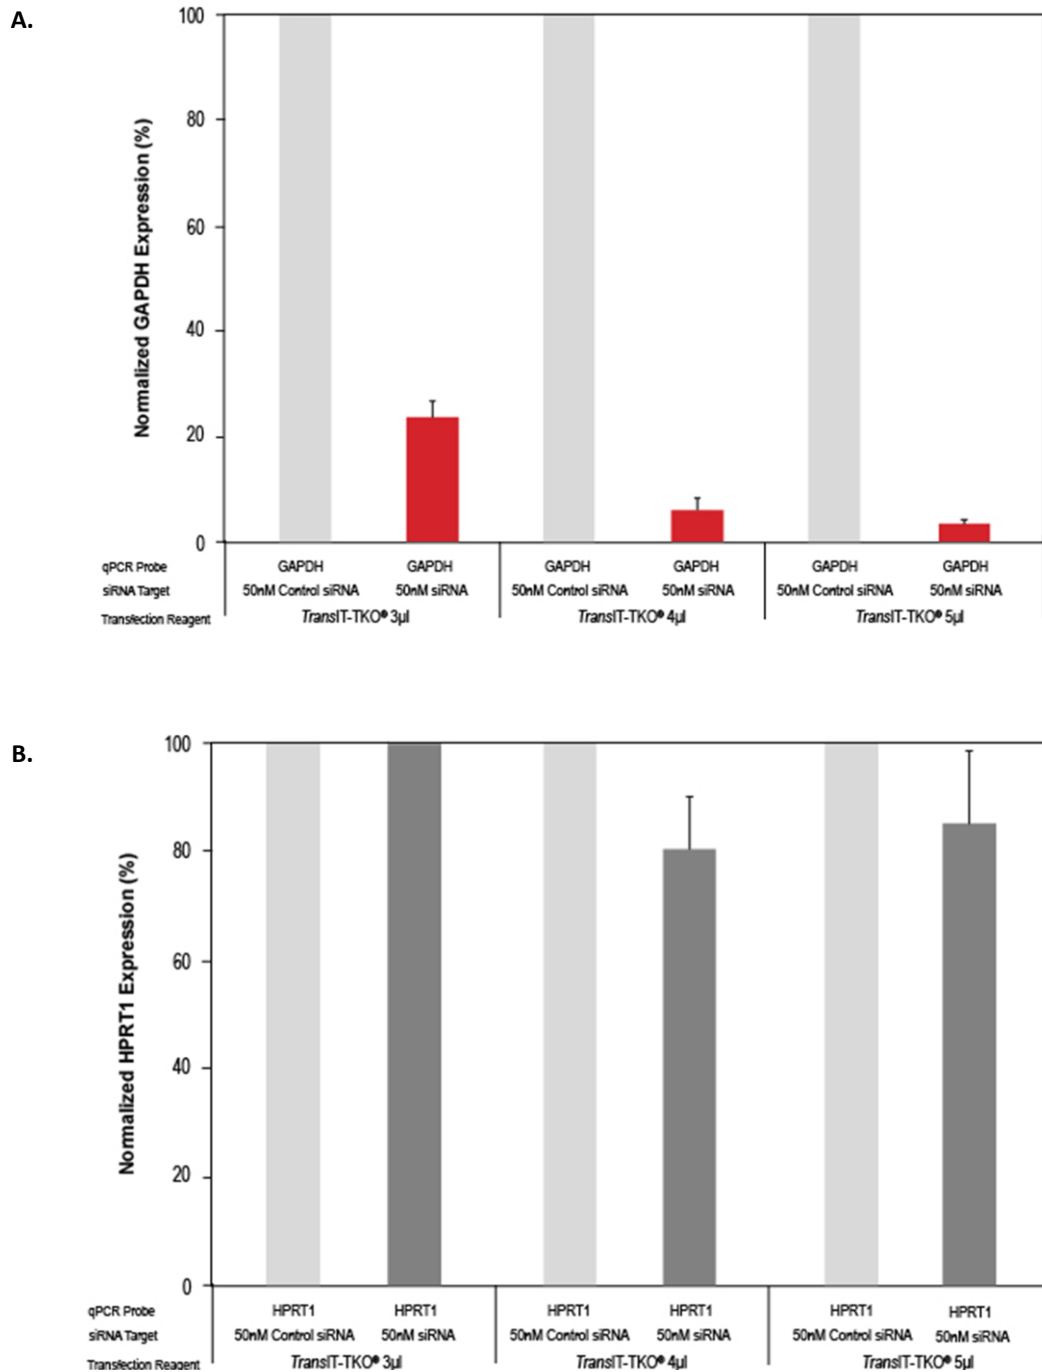 A.
Normalized GAPDH Expression (%)
100
80
60
40
20
0
qPCR Probe GAPDH GAPDH GAPDH GAPDH GAPDH GAPDH
siRNA Target 50nM Control siRNA 50nM siRNA 50nM Control siRNA 50nM siRNA 50nM Control siRNA 50nM siRNA
Transfection Reagent TransIT-TKO® 3µl TransIT-TKO® 4µl TransIT-TKO® 5µl
B.
Normalized HPRT1 Expression (%)
100
80
60
40
20
0
qPCR Probe HPRT1 HPRT1 HPRT1 HPRT1 HPRT1 HPRT1
siRNA Target 50nM Control siRNA 50nM siRNA 50nM Control siRNA 50nM siRNA 50nM Control siRNA 50nM siRNA
Transfection Reagent TransIT-TKO® 3µl TransIT-TKO® 4µl TransIT-TKO® 5µl